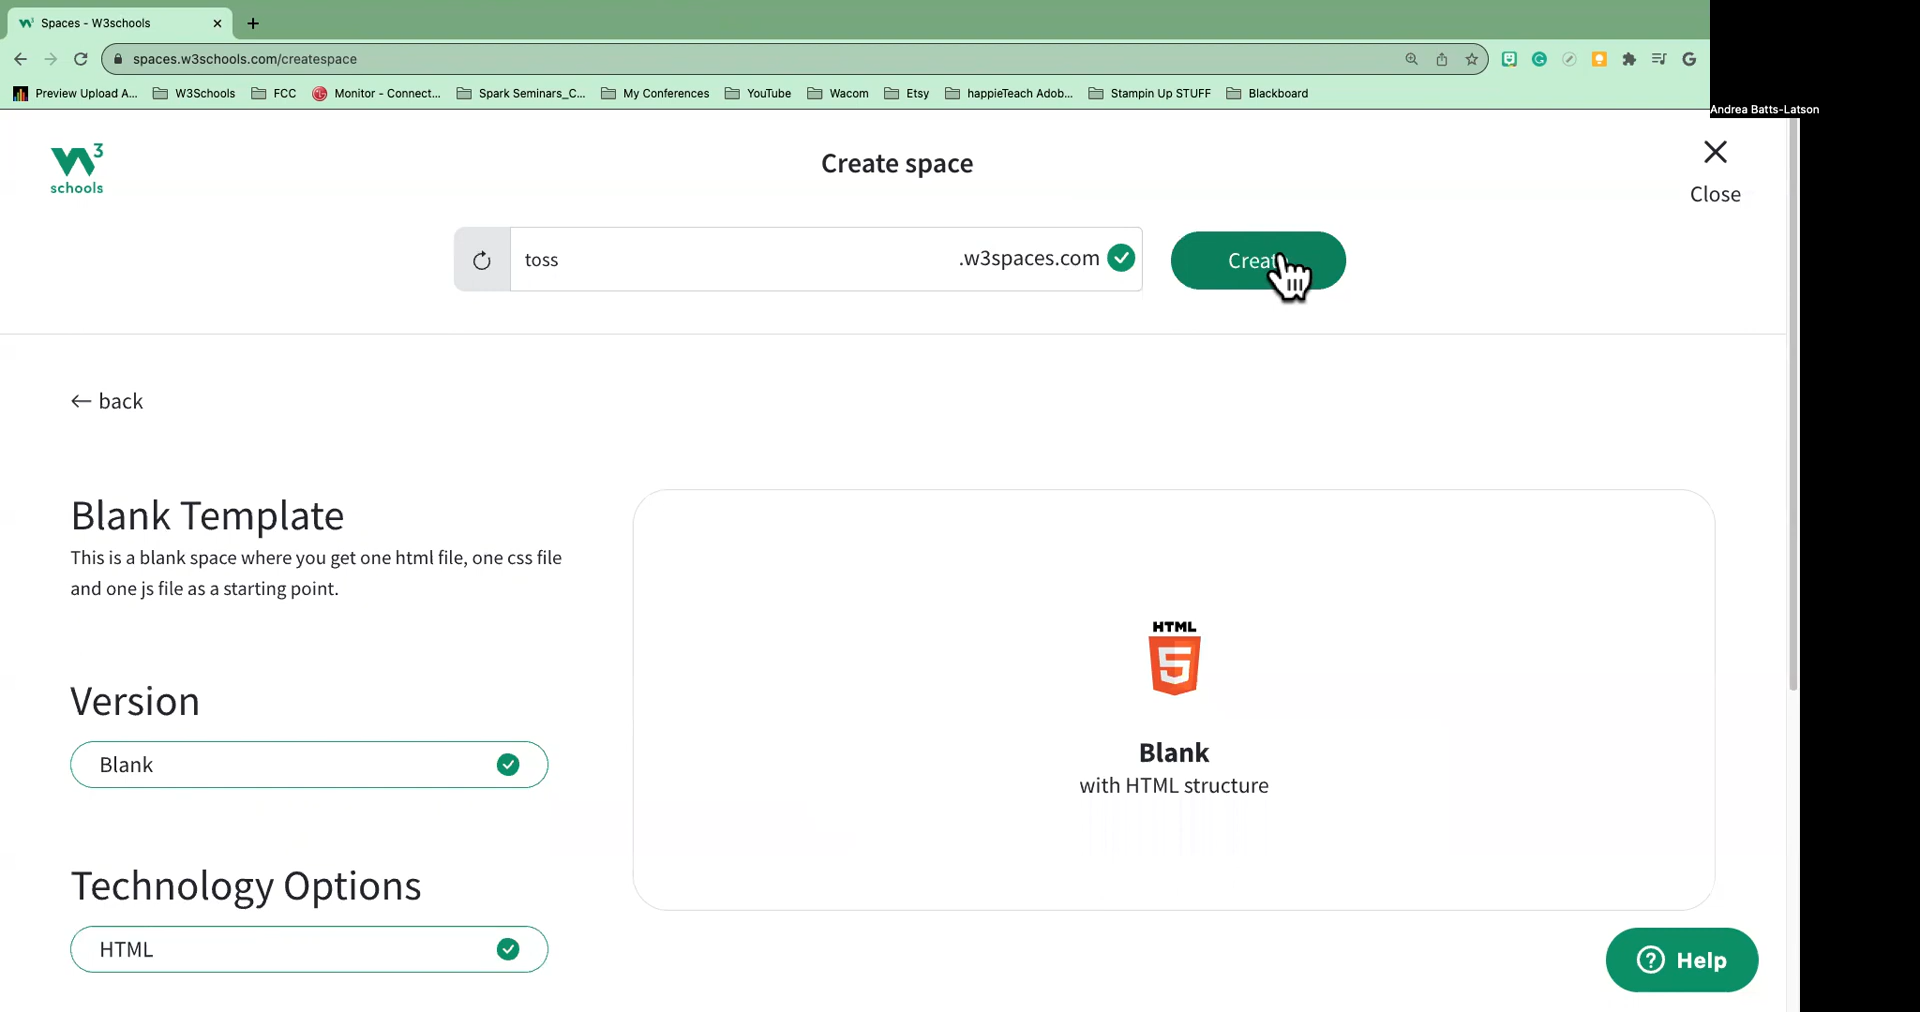 Spaces - W3schools
spaces.w3schools.com/createspace
Preview Upload A... W3Schools FCC Monitor - Connect... Spark Seminars_C... My Conferences YouTube Wacom Etsy happieTeach Adob... Stampin Up STUFF Blackboard
Andrea Batts-Latson
W3 schools
Create space
Close
toss .w3spaces.com
Create
← back
Blank Template
This is a blank space where you get one html file, one css file
and one js file as a starting point.
Version
Blank
Technology Options
HTML
HTML
5
Blank
with HTML structure
? Help